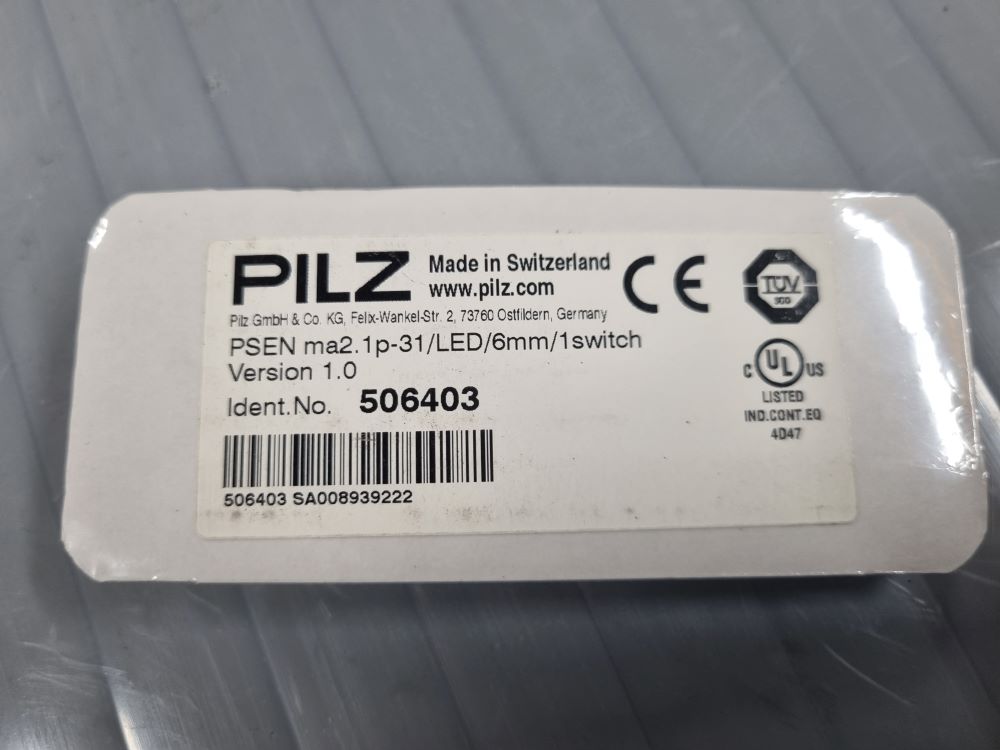 PILZ
Made in Switzerland
www.pilz.com
CE
TÜV
Pilz GmbH & Co. KG, Felix-Wankel-Str. 2, 73760 Ostfildern, Germany
PSEN ma2.1p-31/LED/6mm/1switch
Version 1.0
Ident.No. 506403
C UL US
LISTED
IND.CONT.EQ
4D47
506403 SA008939222